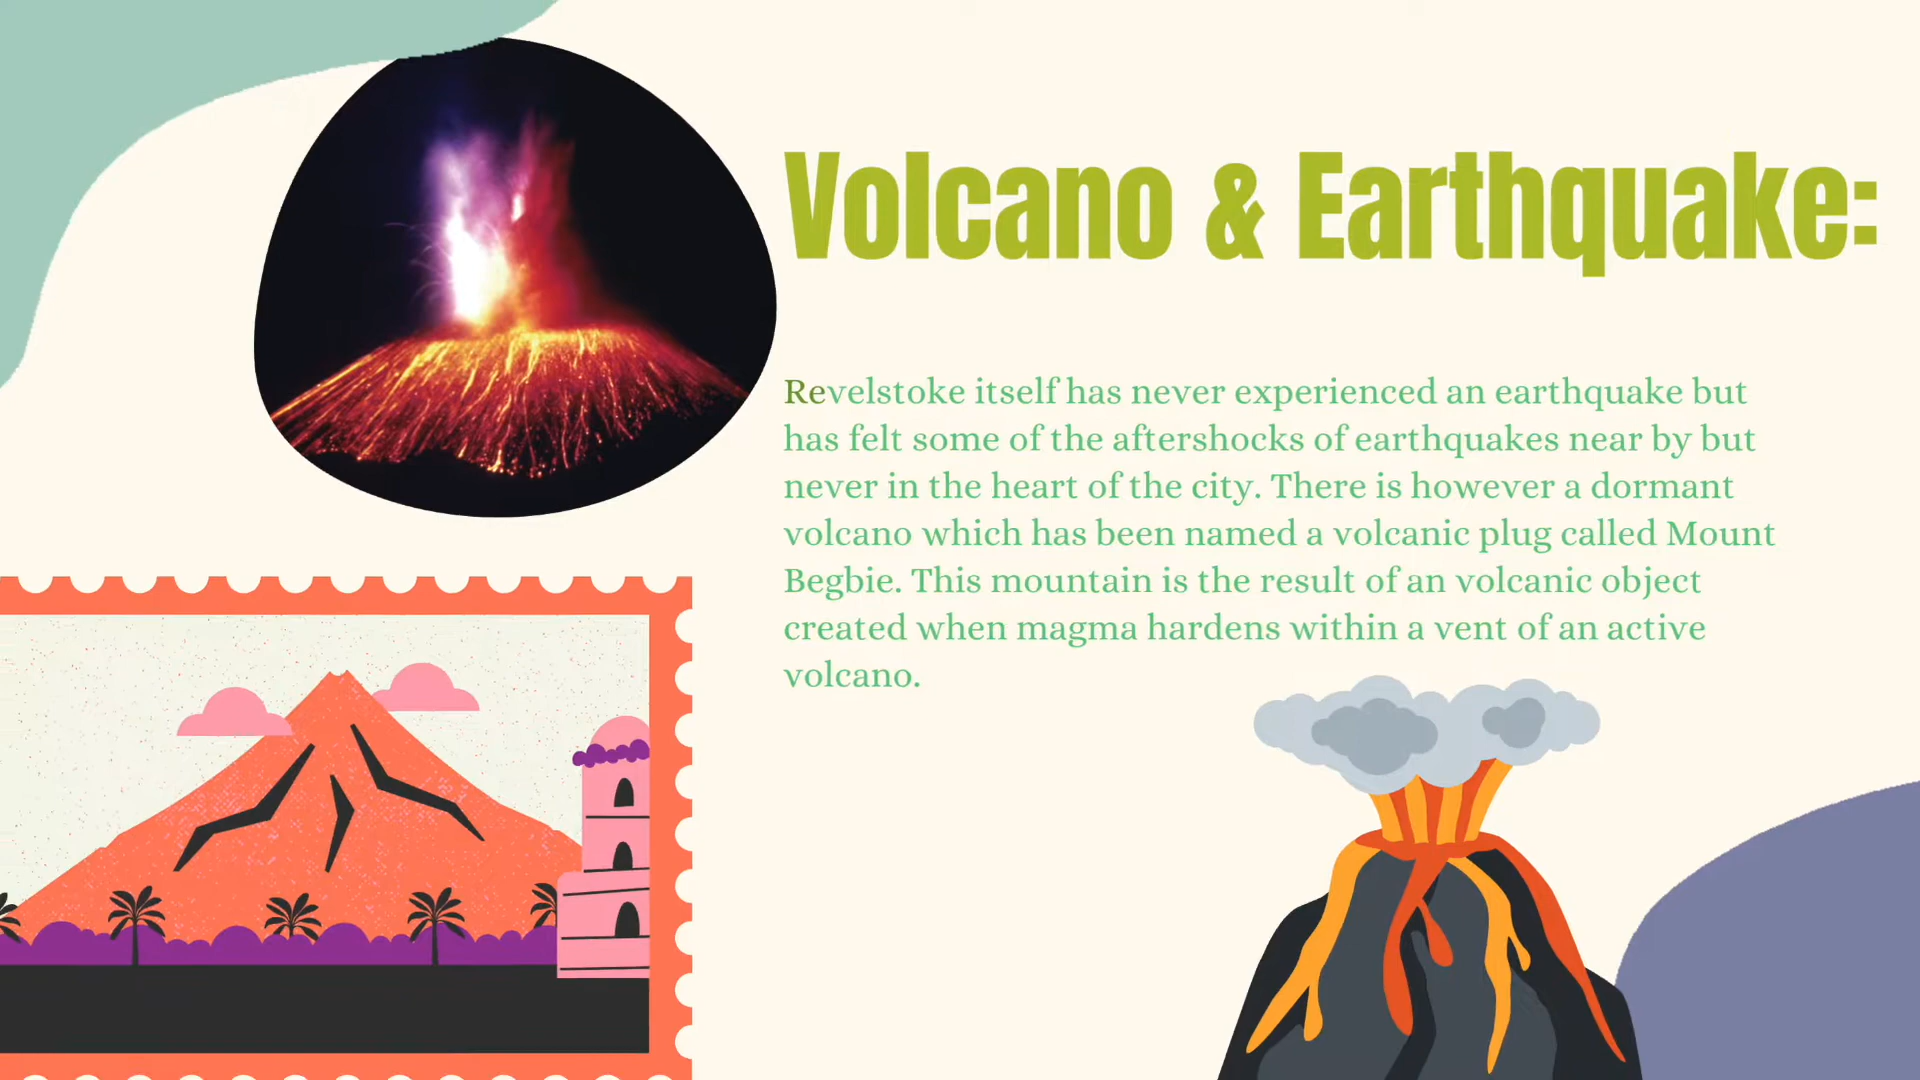 Volcano & Earthquake:
Revelstoke itself has never experienced an earthquake but
has felt some of the aftershocks of earthquakes near by but
never in the heart of the city. There is however a dormant
volcano which has been named a volcanic plug called Mount
Begbie. This mountain is the result of an volcanic object
created when magma hardens within a vent of an active
volcano.